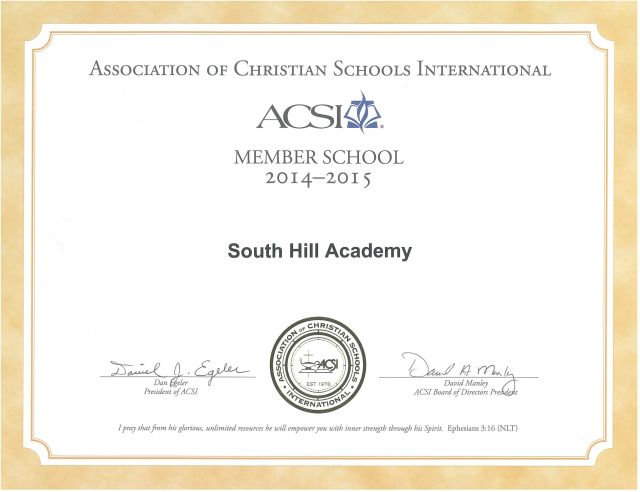 ASSOCIATION OF CHRISTIAN SCHOOLS INTERNATIONAL
ACSI®
MEMBER SCHOOL
2014–2015
South Hill Academy
ASSOCIATION OF CHRISTIAN SCHOOLS
ACSI
EST 1978
INTERNATIONAL
Daniel J. Egeler
Dan Egeler
President of ACSI
David A Manley
David Manley
ACSI Board of Directors President
I pray that from his glorious, unlimited resources he will empower you with inner strength through his Spirit. Ephesians 3:16 (NLT)